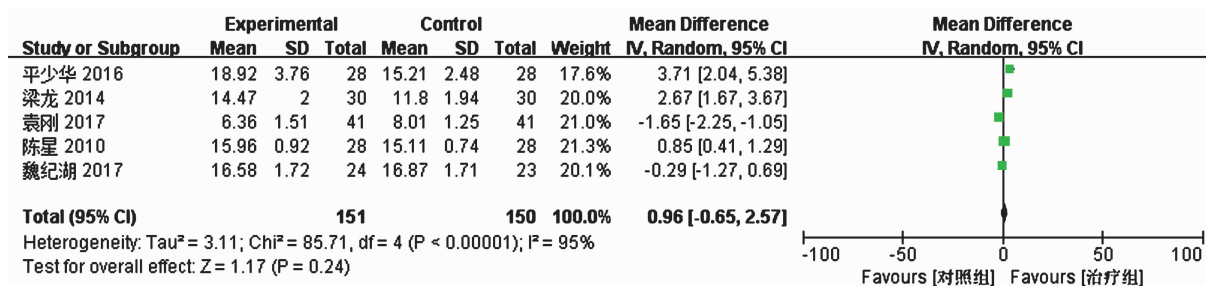 Experimental Control Mean Difference Mean Difference
Study or Subgroup Mean SD Total Mean SD Total Weight IV, Random, 95% CI IV, Random, 95% CI
平少华 2016 18.92 3.76 28 15.21 2.48 28 17.6% 3.71 [2.04, 5.38]
梁龙 2014 14.47 2 30 11.8 1.94 30 20.0% 2.67 [1.67, 3.67]
袁刚 2017 6.36 1.51 41 8.01 1.25 41 21.0% -1.65 [-2.25, -1.05]
陈星 2010 15.96 0.92 28 15.11 0.74 28 21.3% 0.85 [0.41, 1.29]
魏纪湖 2017 16.58 1.72 24 16.87 1.71 23 20.1% -0.29 [-1.27, 0.69]
Total (95% CI) 151 150 100.0% 0.96 [-0.65, 2.57]
Heterogeneity: Tau² = 3.11; Chi² = 85.71, df = 4 (P < 0.00001); I² = 95%
Test for overall effect: Z = 1.17 (P = 0.24)
-100 -50 0 50 100
Favours [对照组] Favours [治疗组]